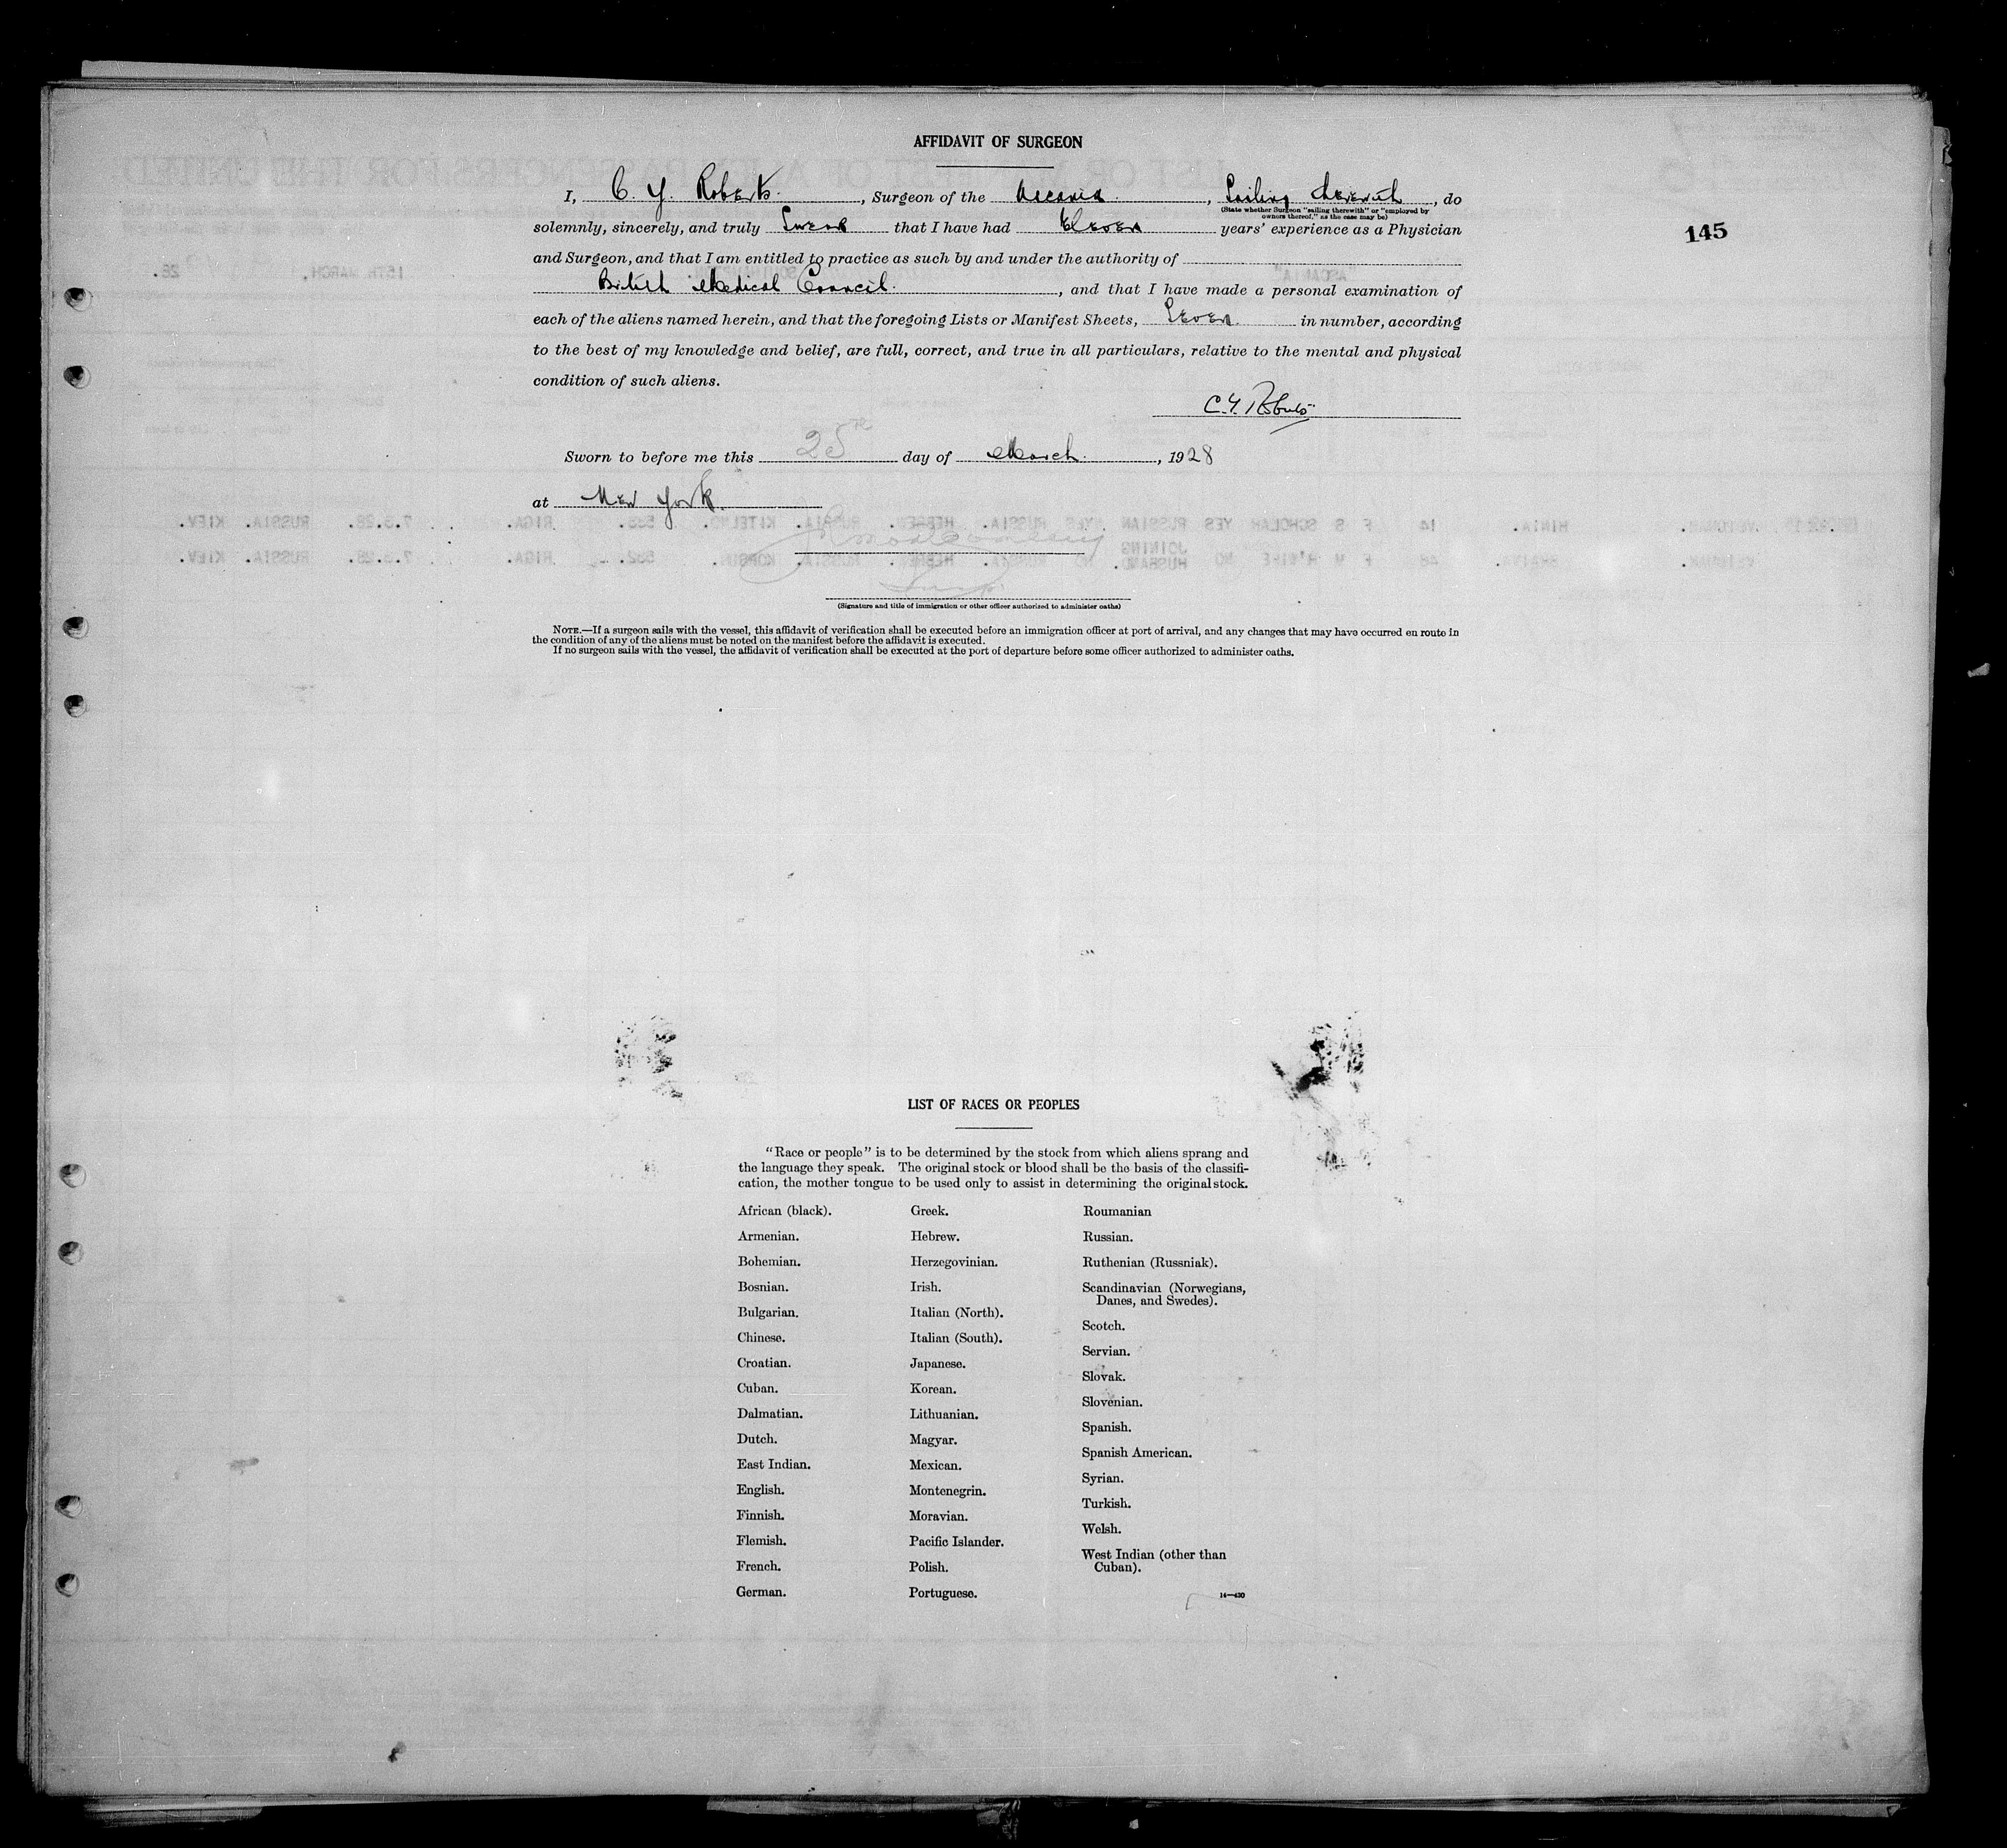 AFFIDAVIT OF SURGEON
I, C. Y. Roberts, Surgeon of the Ascania, Sailing therewith, do
(State whether Surgeon "sailing therewith" or "employed by
owners thereof," as the case may be)
145
solemnly, sincerely, and truly Swear that I have had Eleven years' experience as a Physician
and Surgeon, and that I am entitled to practice as such by and under the authority of
British Medical Council, and that I have made a personal examination of
each of the aliens named herein, and that the foregoing Lists or Manifest Sheets, Seven in number, according
to the best of my knowledge and belief, are full, correct, and true in all particulars, relative to the mental and physical
condition of such aliens.
C. Y. Roberts
Sworn to before me this 25th day of March, 1928
at New York.
(Signature and title of immigration or other officer authorized to administer oaths)
NOTE.—If a surgeon sails with the vessel, this affidavit of verification shall be executed before an immigration officer at port of arrival, and any changes that may have occurred en route in
the condition of any of the aliens must be noted on the manifest before the affidavit is executed.
If no surgeon sails with the vessel, the affidavit of verification shall be executed at the port of departure before some officer authorized to administer oaths.
LIST OF RACES OR PEOPLES
"Race or people" is to be determined by the stock from which aliens sprang and
the language they speak. The original stock or blood shall be the basis of the classifi-
cation, the mother tongue to be used only to assist in determining the original stock.
African (black).
Armenian.
Bohemian.
Bosnian.
Bulgarian.
Chinese.
Croatian.
Cuban.
Dalmatian.
Dutch.
East Indian.
English.
Finnish.
Flemish.
French.
German.
Greek.
Hebrew.
Herzegovinian.
Irish.
Italian (North).
Italian (South).
Japanese.
Korean.
Lithuanian.
Magyar.
Mexican.
Montenegrin.
Moravian.
Pacific Islander.
Polish.
Portuguese.
Roumanian
Russian.
Ruthenian (Russniak).
Scandinavian (Norwegians,
Danes, and Swedes).
Scotch.
Servian.
Slovak.
Slovenian.
Spanish.
Spanish American.
Syrian.
Turkish.
Welsh.
West Indian (other than
Cuban).
14—430